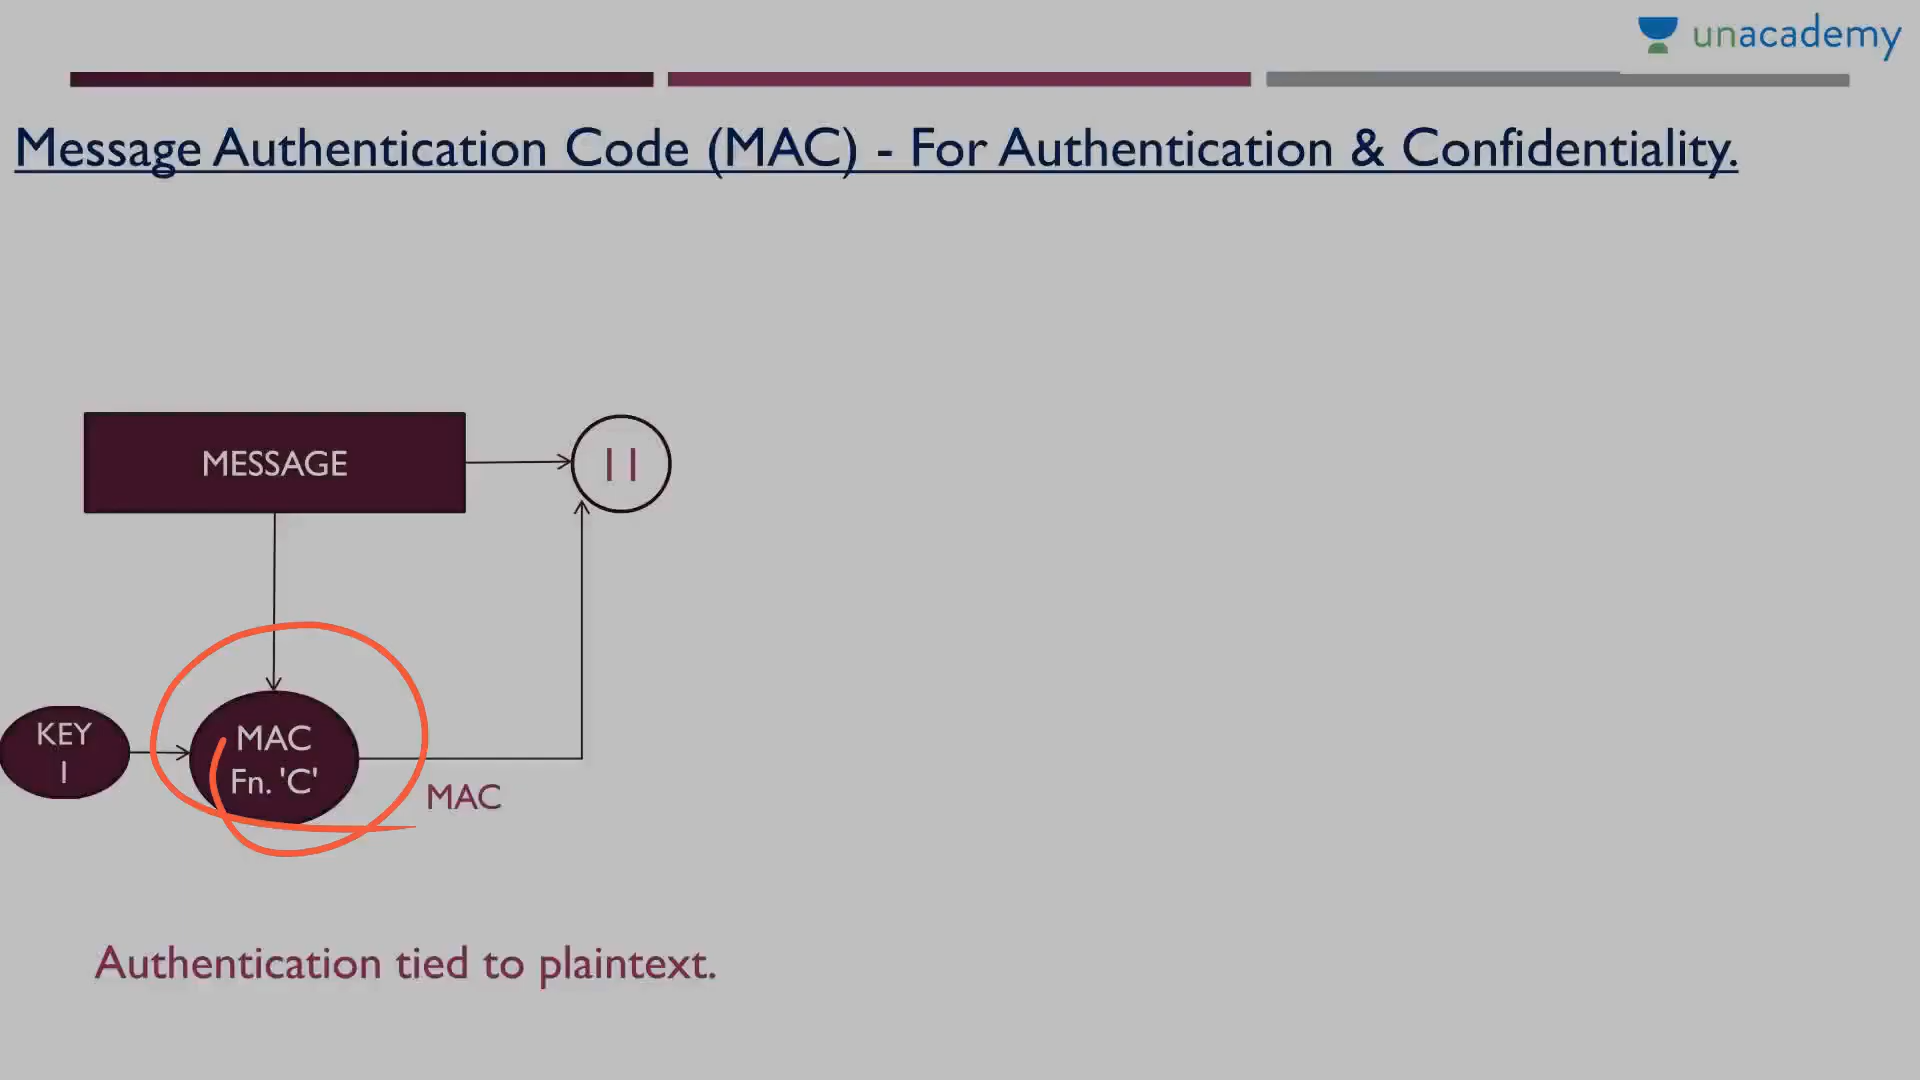 unacademy
Message Authentication Code (MAC) - For Authentication & Confidentiality.
MESSAGE
||
KEY
I
MAC
Fn. 'C'
MAC
Authentication tied to plaintext.